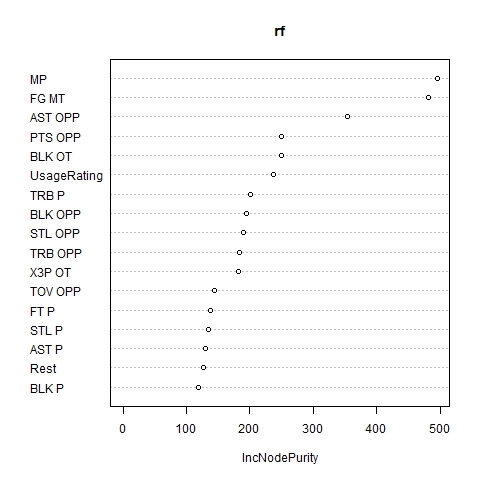 rf
MP
FG MT
AST OPP
PTS OPP
BLK OT
UsageRating
TRB P
BLK OPP
STL OPP
TRB OPP
X3P OT
TOV OPP
FT P
STL P
AST P
Rest
BLK P
0 100 200 300 400 500
IncNodePurity